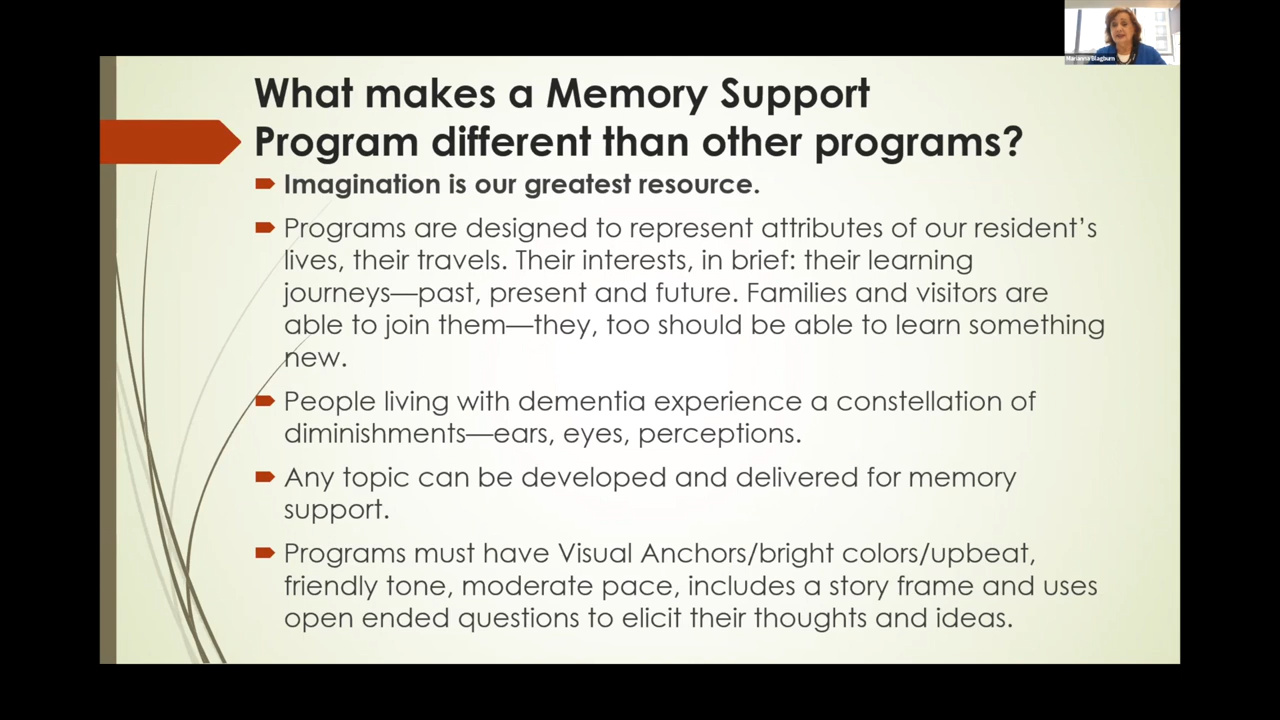 Marianna Blagburn
What makes a Memory Support
Program different than other programs?
Imagination is our greatest resource.
Programs are designed to represent attributes of our resident’s
lives, their travels. Their interests, in brief: their learning
journeys—past, present and future. Families and visitors are
able to join them—they, too should be able to learn something
new.
People living with dementia experience a constellation of
diminishments—ears, eyes, perceptions.
Any topic can be developed and delivered for memory
support.
Programs must have Visual Anchors/bright colors/upbeat,
friendly tone, moderate pace, includes a story frame and uses
open ended questions to elicit their thoughts and ideas.